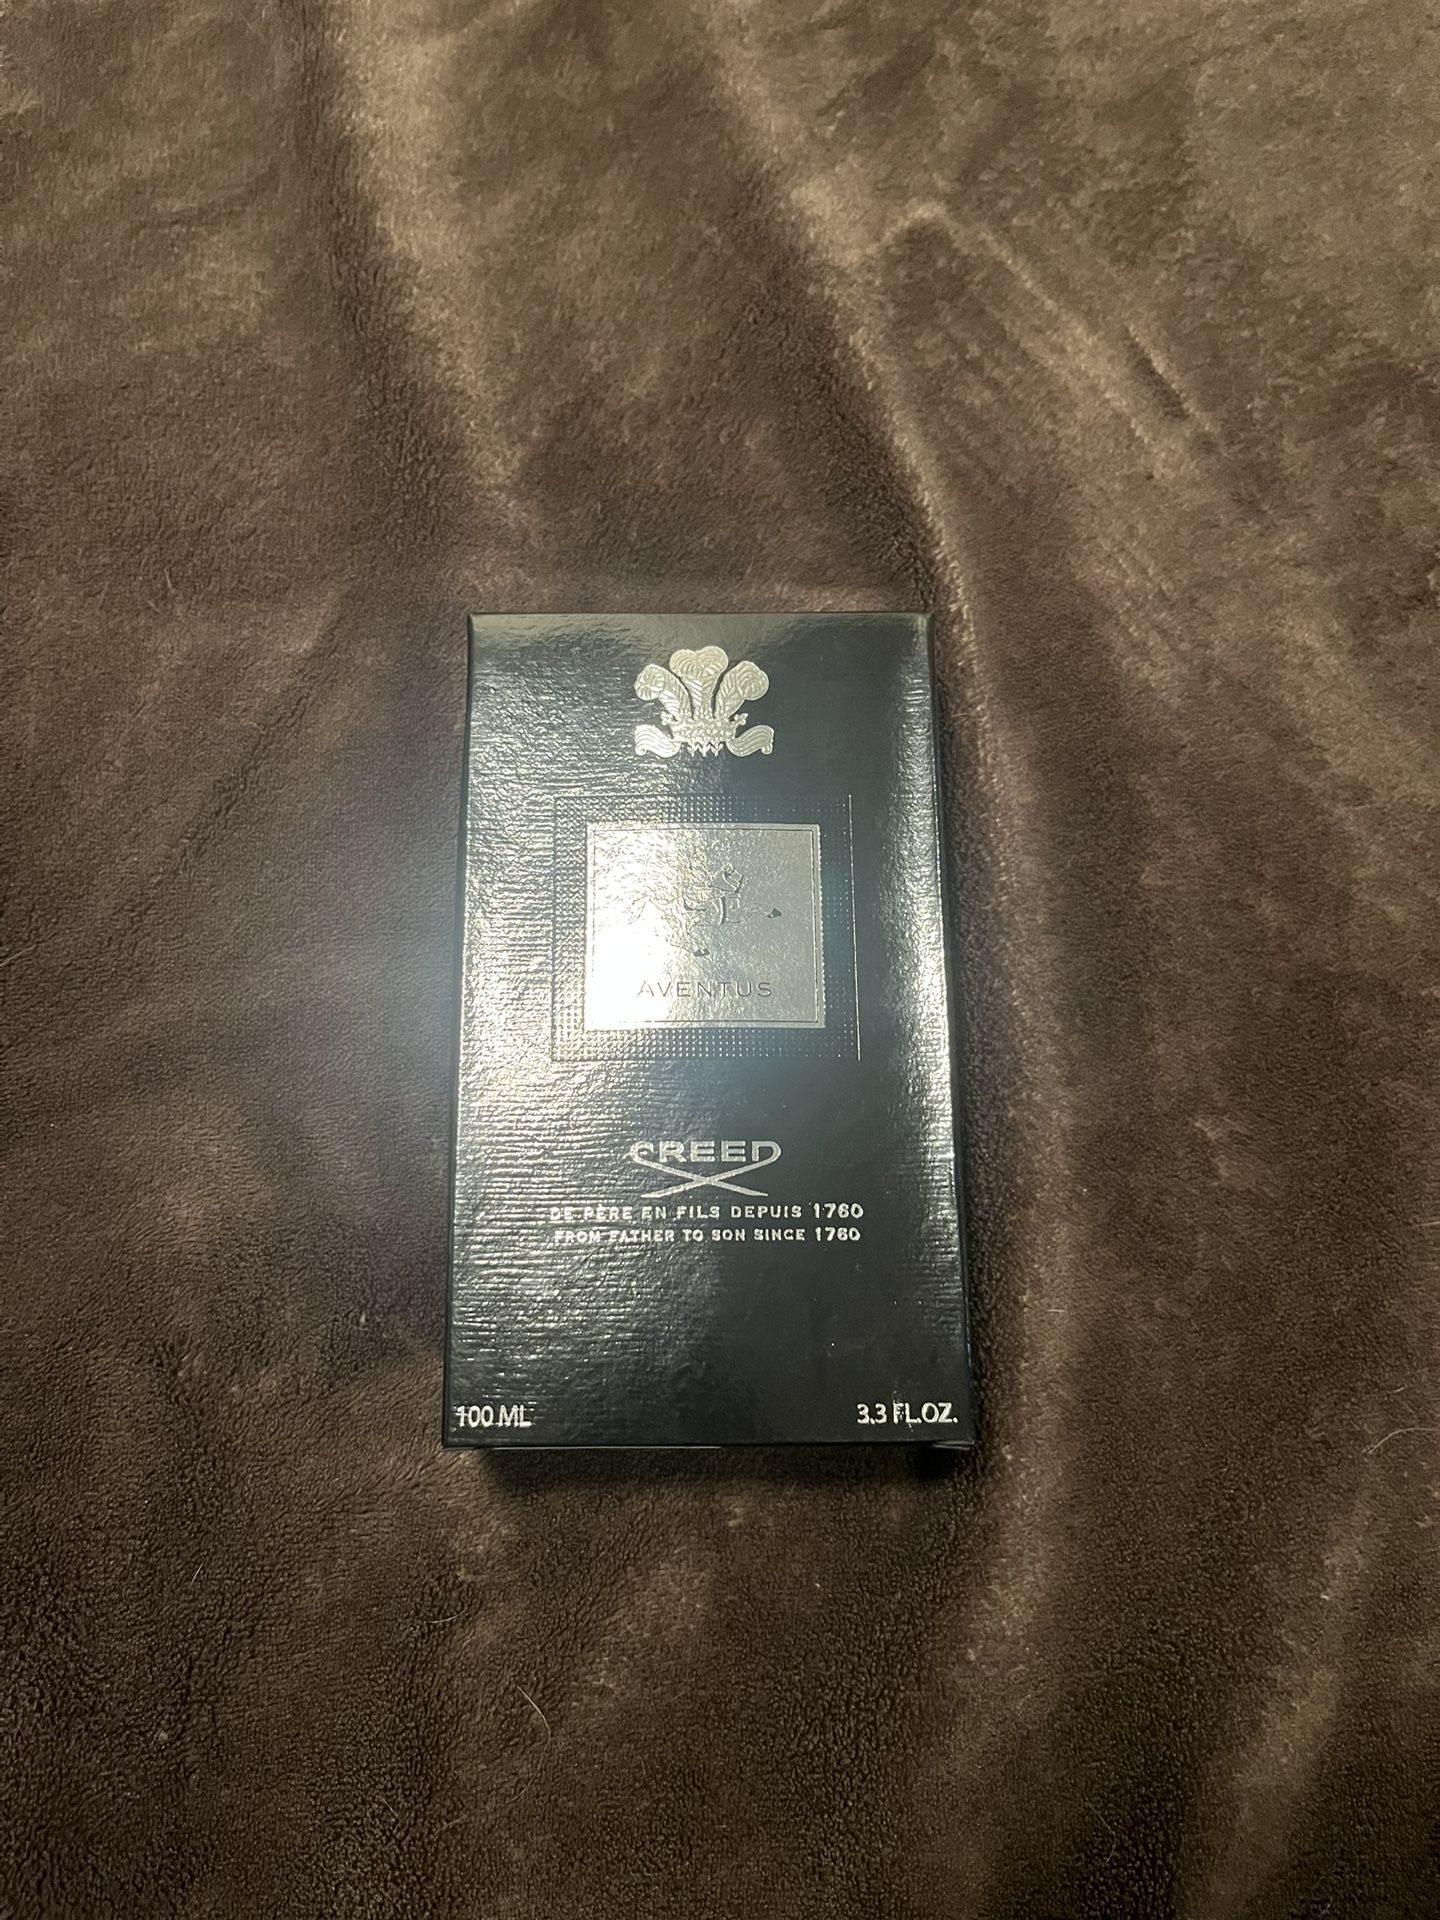 AVENTUS
CREED
DE PÈRE EN FILS DEPUIS 1760
FROM FATHER TO SON SINCE 1760
100 ML 3.3 FL.OZ.